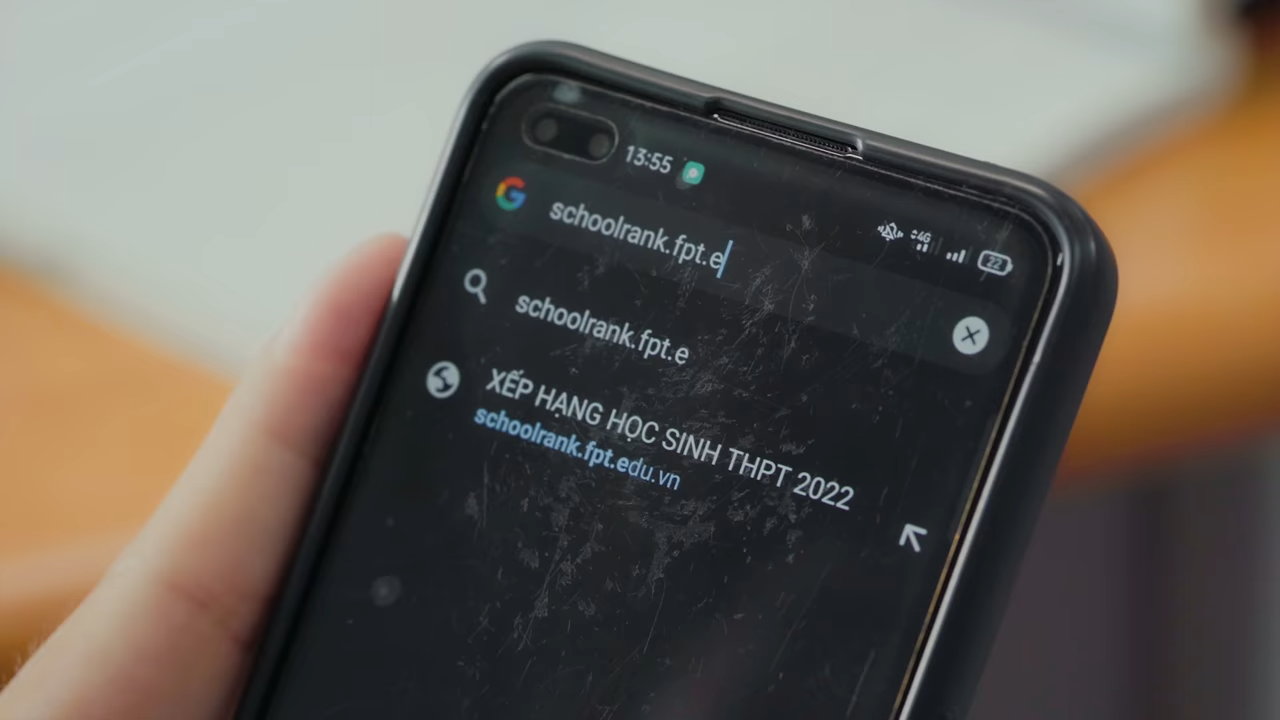 13:55
4G
22
schoolrank.fpt.e
schoolrank.fpt.e
XẾP HẠNG HỌC SINH THPT 2022
schoolrank.fpt.edu.vn